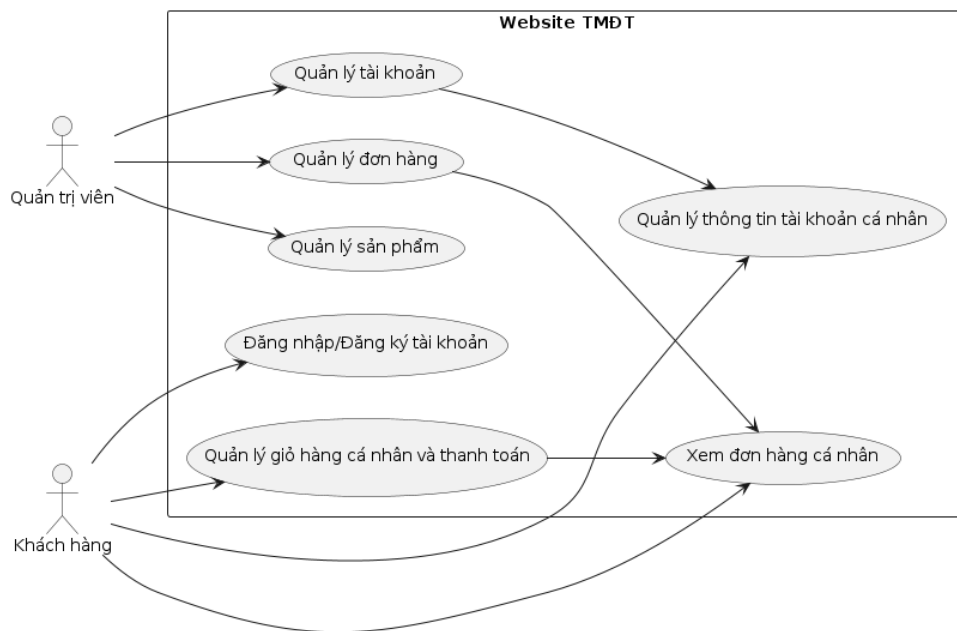 Website TMĐT
Quản lý tài khoản
Quản lý đơn hàng
Quản trị viên
Quản lý thông tin tài khoản cá nhân
Quản lý sản phẩm
Đăng nhập/Đăng ký tài khoản
Quản lý giỏ hàng cá nhân và thanh toán
Xem đơn hàng cá nhân
Khách hàng